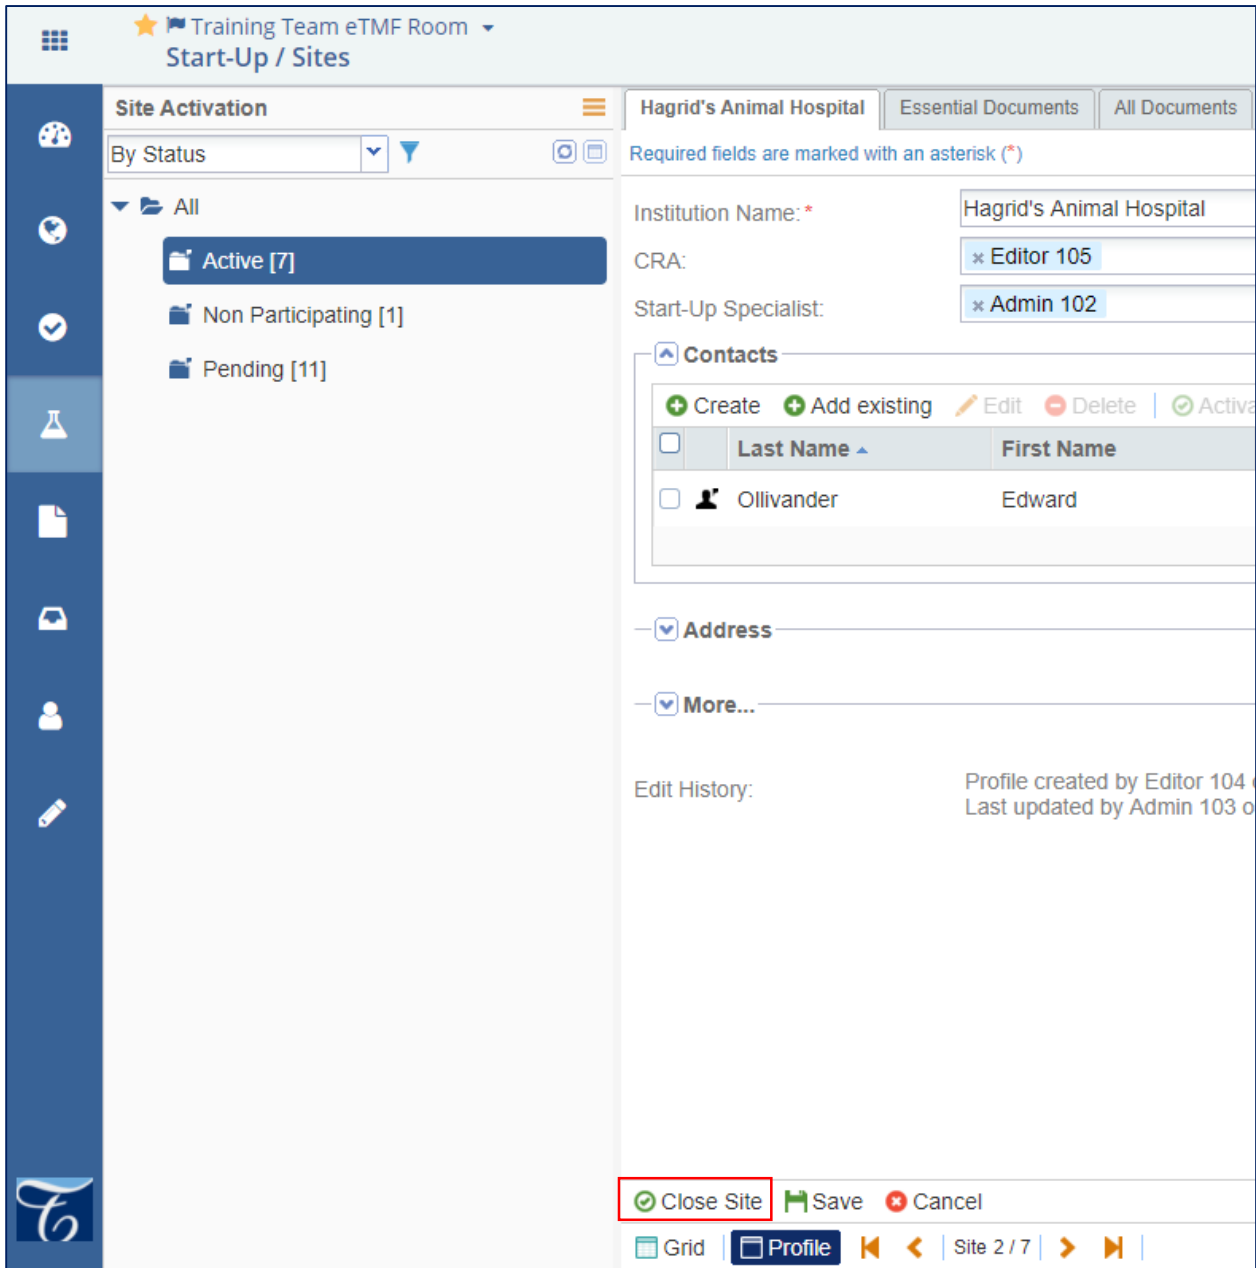 Training Team eTMF Room
Start-Up / Sites
Site Activation
By Status
All
Active [7]
Non Participating [1]
Pending [11]
Hagrid's Animal Hospital
Essential Documents
All Documents
Required fields are marked with an asterisk (*)
Institution Name:* Hagrid's Animal Hospital
CRA: × Editor 105
Start-Up Specialist: × Admin 102
Contacts
Create Add existing Edit Delete
Last Name First Name
Ollivander Edward
Address
More...
Edit History: Profile created by Editor 104
Last updated by Admin 103
Close Site Save Cancel
Grid Profile Site 2 / 7